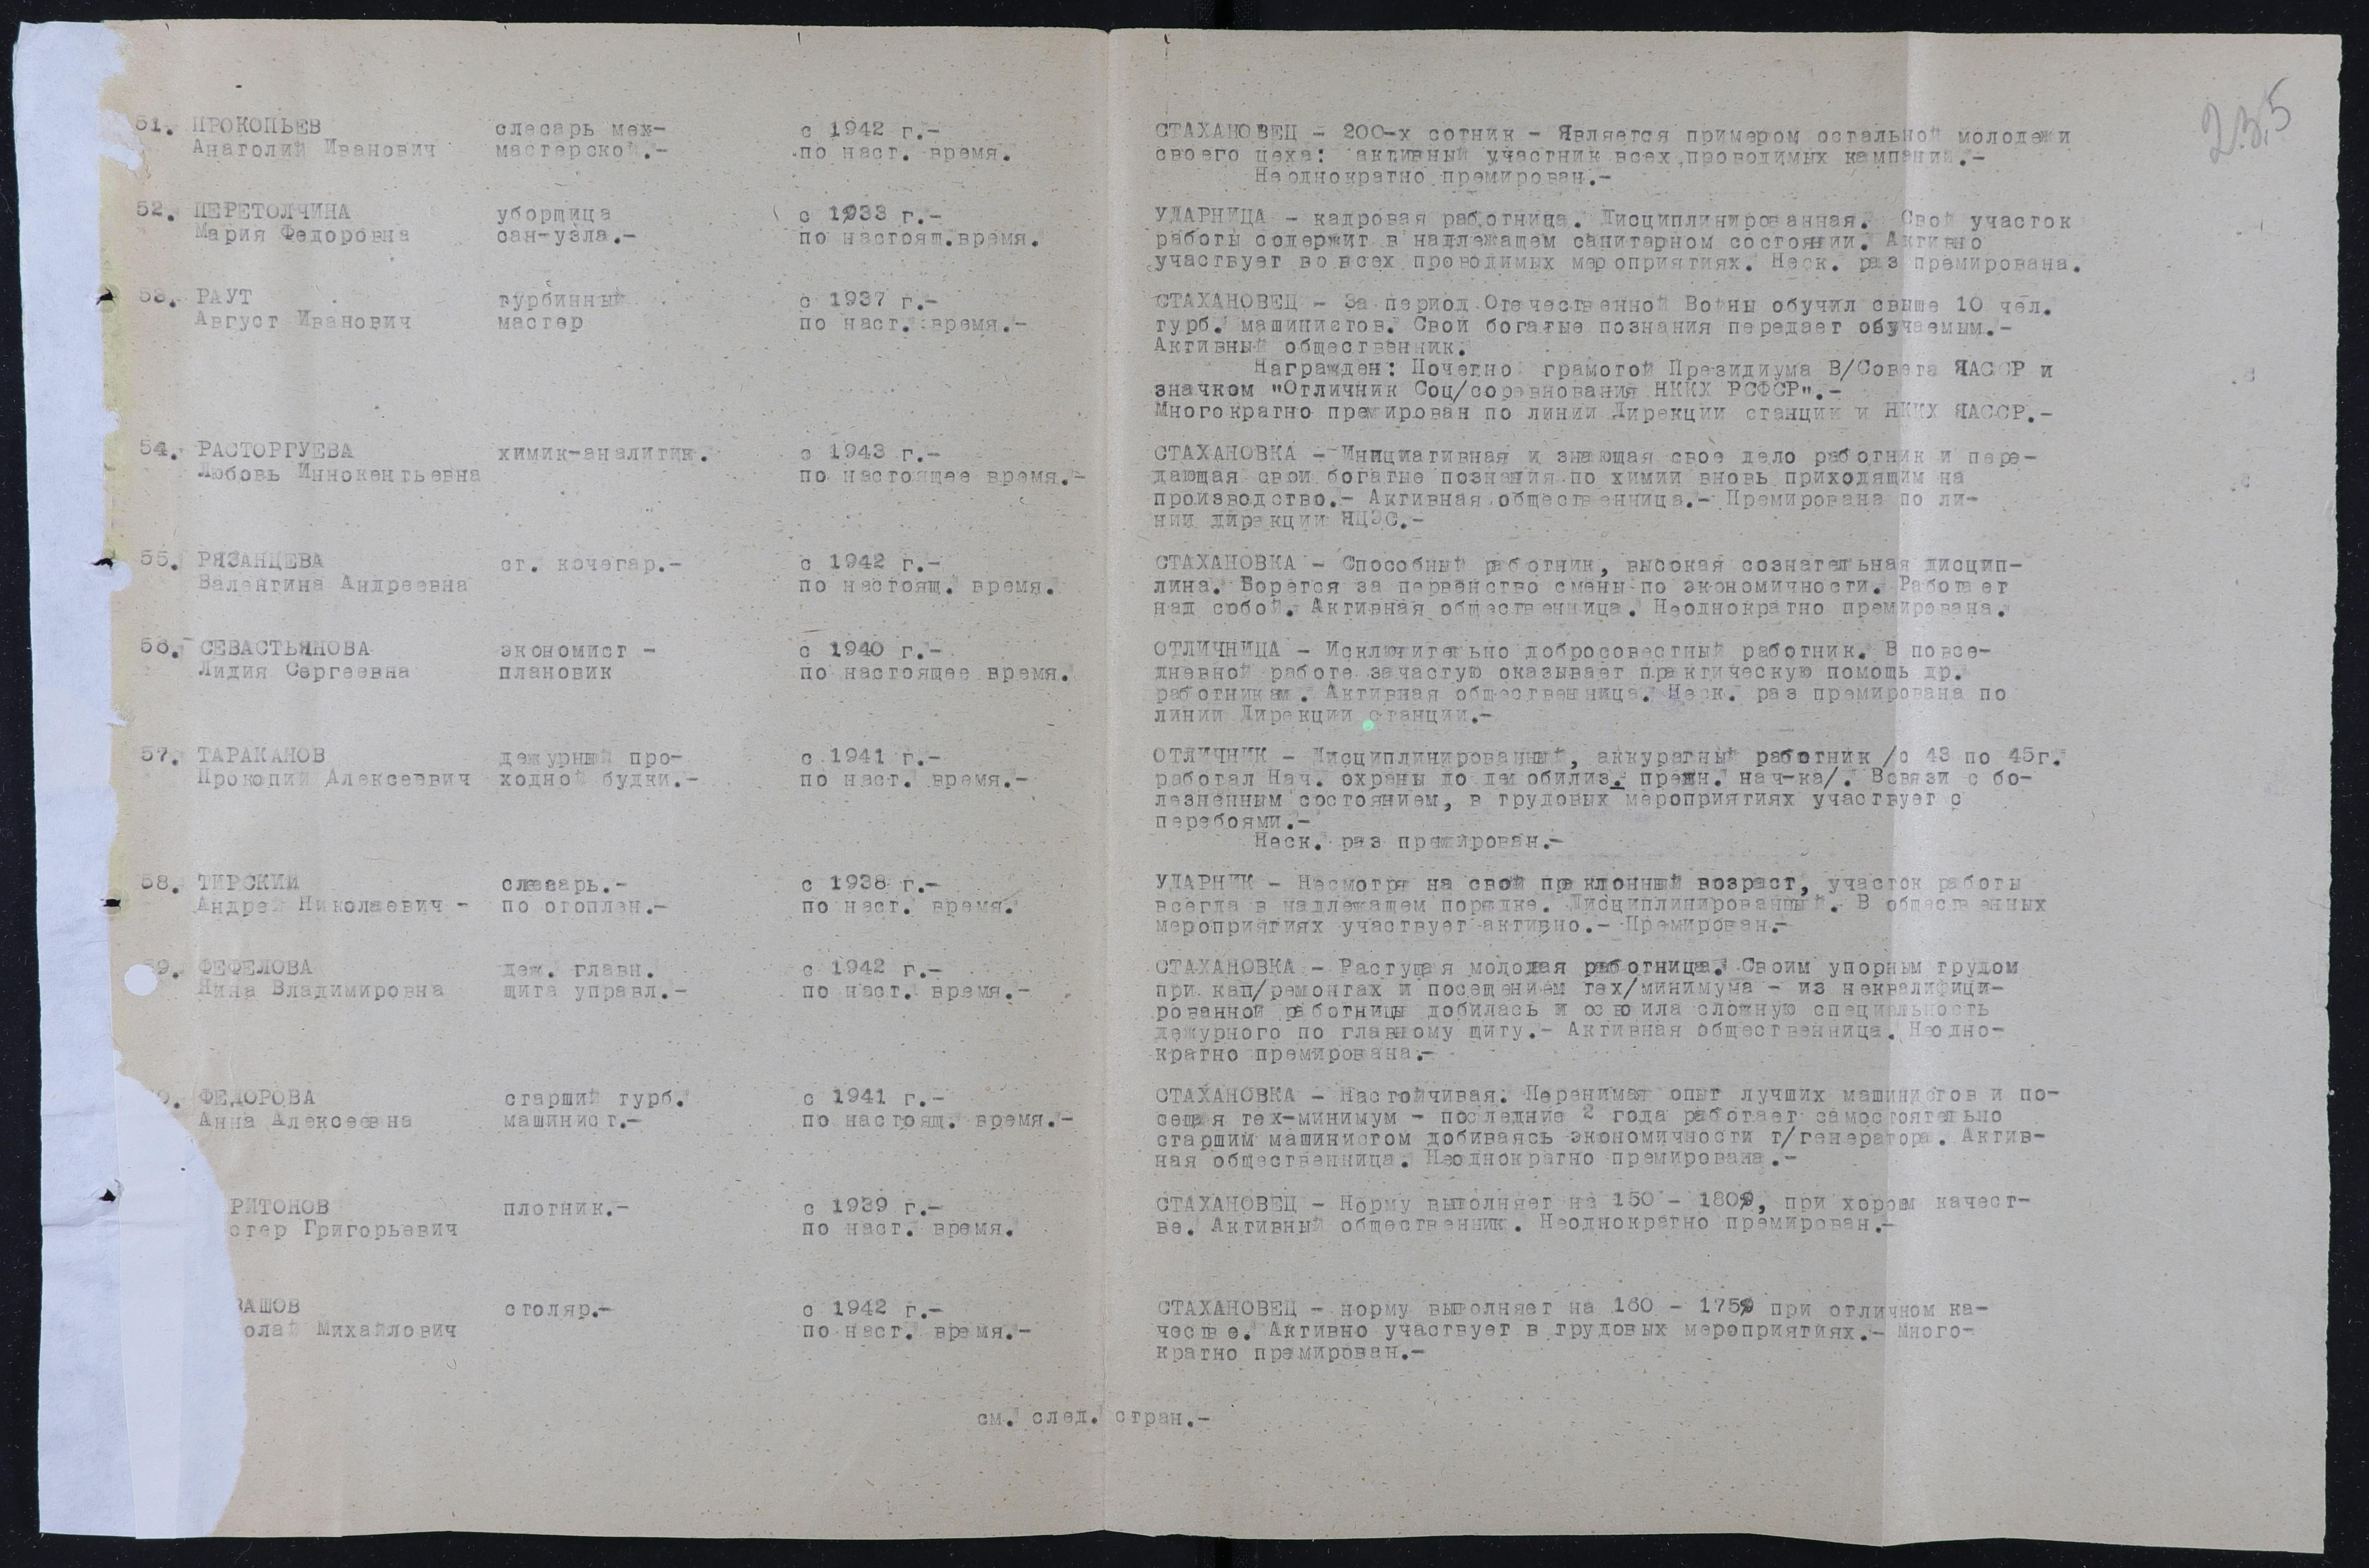 235
51. ПРОКОПЬЕВ слесарь мех- с 1942 г.- СТАХАНОВЕЦ - 200-х сотник - Является примером остальной молодежи
Анатолий Иванович мастерской.- по наст. время. своего цеха: активный участник всех проводимых кампаний.-
Неоднократно премирован.-
52. ПЕРЕТОЛЧИНА уборщица с 1933 г.- УДАРНИЦА - кадровая работница. Дисциплинированная. Свой участок
Мария Федоровна сан-узла.- по настоящ.время. работы содержит в надлежащем санитарном состоянии. Активно
участвует во всех проводимых мероприятиях. Неск. раз премирована.
53. РАУТ турбинный с 1937 г.- СТАХАНОВЕЦ - За период Отечественной Войны обучил свыше 10 чел.
Август Иванович мастер по наст. время.- турб. машинистов. Свои богатые познания передает обучаемым.-
Активный общественник.
Награжден: Почетной грамотой Президиума В/Совета ЯАССР и
значком "Отличник Соц/соревнования НККХ РСФСР".-
Многократно премирован по линии Дирекции станции и НККХ ЯАССР.-
54. РАСТОРГУЕВА химик-аналитик. с 1943 г.- СТАХАНОВКА - Инициативная и знающая свое дело работник и пере-
Любовь Иннокентьевна по настоящее время.- дающая свои богатые познания по химии вновь приходящим на
производство.- Активная общественница.- Премирована по ли-
нии дирекции ЯЦЭС.-
55. РЯЗАНЦЕВА ст. кочегар.- с 1942 г.- СТАХАНОВКА - Способный работник, высокая сознательная дисцип-
Валентина Андреевна по настоящ. время. лина. Борется за первенство смены по экономичности. Работает
над собой. Активная общественница. Неоднократно премирована.
56. СЕВАСТЬЯНОВА экономист - с 1940 г.- ОТЛИЧНИЦА - Исключительно добросовестный работник. В повсе-
Лидия Сергеевна плановик по настоящее время. дневной работе зачастую оказывает практическую помощь др.
работникам. Активная общественница. Неск. раз премирована по
линии Дирекции станции.-
57. ТАРАКАНОВ дежурный про- с 1941 г.- ОТЛИЧНИК - Дисциплинированный, аккуратный работник /с 43 по 45г.
Прокопий Алексеевич ходной будки.- по наст. время.- работал Нач. охраны до демобилиз. прежн. нач-ка/. Всвязи с бо-
лезненным состоянием, в трудовых мероприятиях участвует с
перебоями.-
Неск. раз премирован.-
58. ТИРСКИЙ слесарь.- с 1938 г.- УДАРНИК - Несмотря на свой преклонный возраст, участок работы
Андрей Николаевич - по отоплен.- по наст. время. всегда в надлежащем порядке. Дисциплинированный. В общественных
мероприятиях участвует активно.- Премирован.-
9. ФЕФЕЛОВА деж. главн. с 1942 г.- СТАХАНОВКА - Растущая молодая работница. Своим упорным трудом
Нина Владимировна щита управл.- по наст. время.- при кап/ремонтах и посещением тех/минимума - из неквалифици-
рованной работницы добилась и освоила сложную специальность
дежурного по главному щиту.- Активная общественница. Неодно-
кратно премирована.-
0. ФЕДОРОВА старший турб. с 1941 г.- СТАХАНОВКА - Настойчивая. Перенимая опыт лучших машинистов и по-
Анна Алексеевна машинист.- по настоящ. время.- сещая тех-минимум - последние 2 года работает самостоятельно
старшим машинистом добиваясь экономичности т/генератора. Актив-
ная общественница. Неоднократно премирована.-
РИТОНОВ плотник.- с 1939 г.- СТАХАНОВЕЦ - Норму выполняет на 150 - 180%, при хорошем качест-
стер Григорьевич по наст. время. ве. Активный общественник. Неоднократно премирован.-
ВАШОВ столяр.- с 1942 г.- СТАХАНОВЕЦ - норму выполняет на 160 - 175% при отличном ка-
олай Михайлович по наст. время.- честве. Активно участвует в трудовых мероприятиях.- Много-
кратно премирован.-
см. след. стран.-